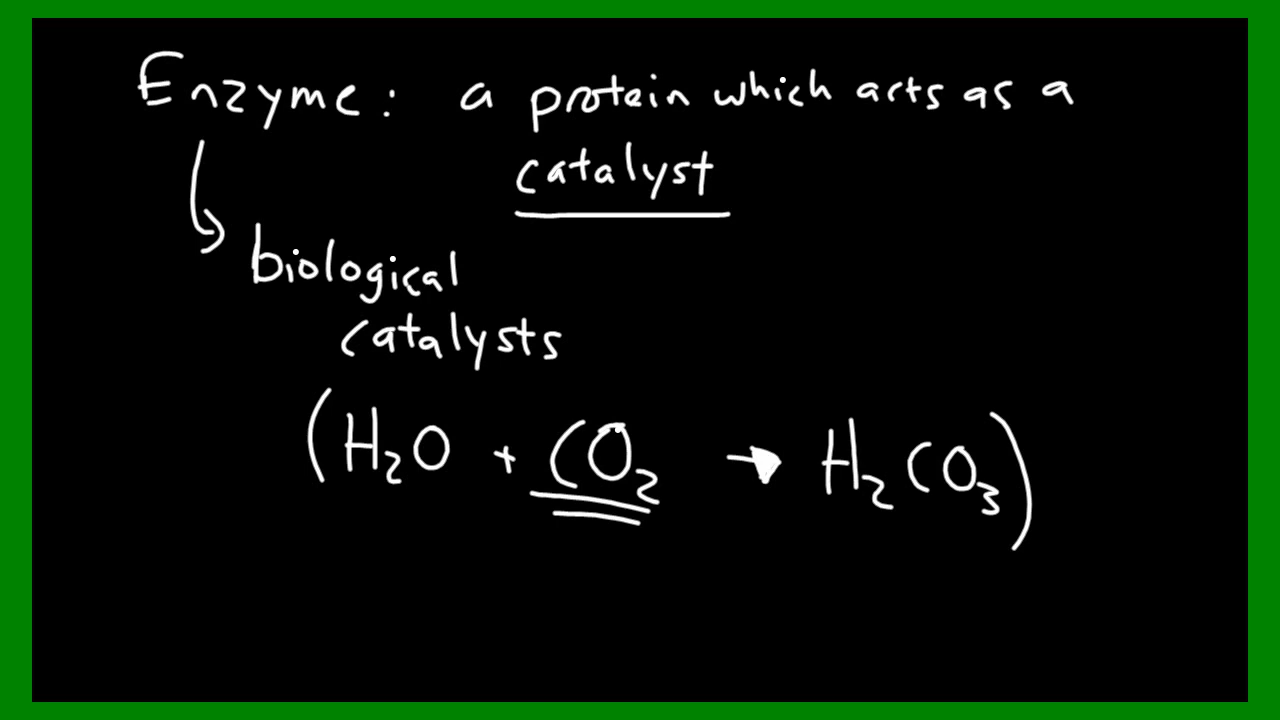 Enzyme: a protein which acts as a
catalyst
biological
catalysts
(H₂O + CO₂ → H₂CO₃)